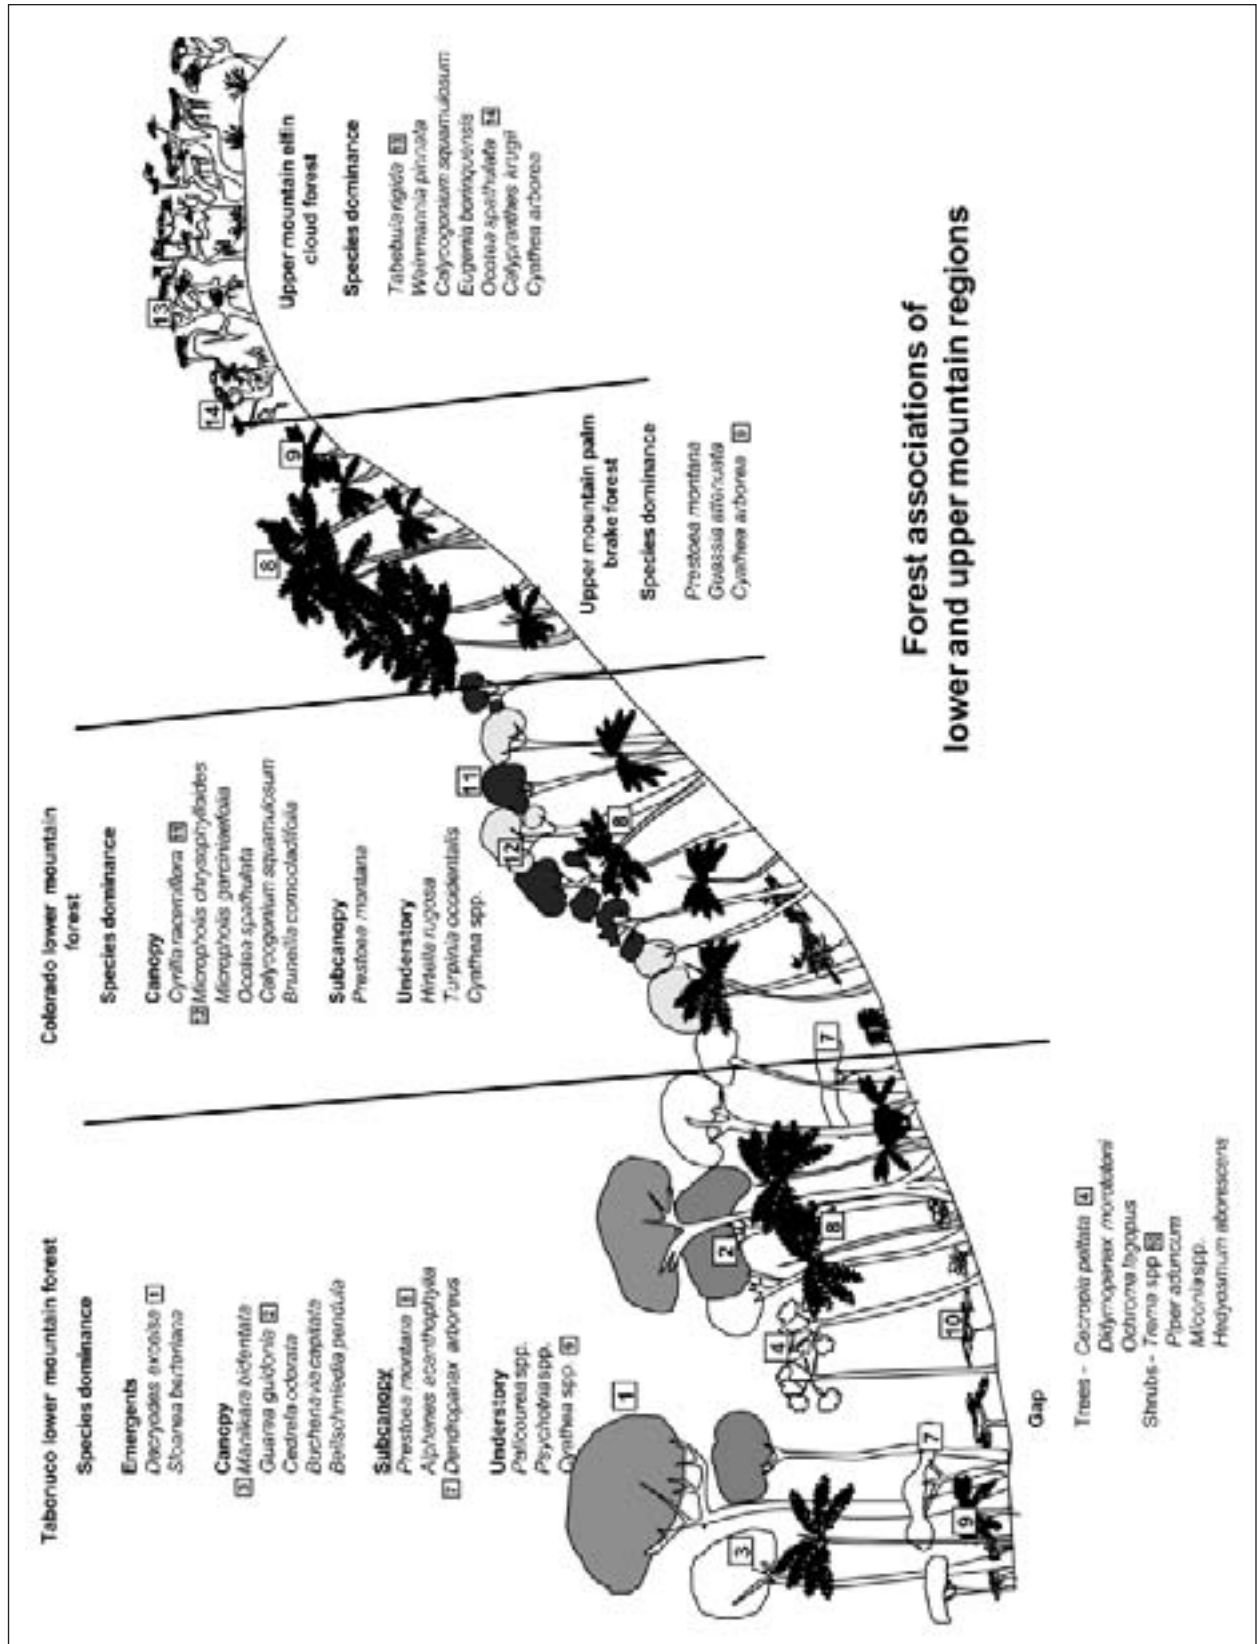 Tabonuco lower mountain forest
Species dominance
Emergents
Dacryodes excelsa 1
Sloanea berteriana
Canopy
3 Manilkara bidentata
Guarea guidonia 2
Cedrela odorata
Buchenavia capitata
Beilschmiedia pendula
Subcanopy
Prestoea montana 8
Alphenes acanthophylla
7 Dendropanax arboreus
Understory
Palicourea spp.
Psychotria spp.
Cyathea spp. 9
Colorado lower mountain
forest
Species dominance
Canopy
Cyrilla racemiflora 11
12 Micropholis chrysophylloides
Micropholis garciniaefolia
Ocotea spathulata
Calycogonium squamulosum
Brunellia comocladifolia
Subcanopy
Prestoea montana
Understory
Hirtella rugosa
Turpinia occidentalis
Cyathea spp.
Upper mountain palm
brake forest
Species dominance
Prestoea montana
Guassia attenuata
Cyathea arborea 9
Upper mountain elfin
cloud forest
Species dominance
Tabebuia rigida 13
Weinmannia pinnata
Calycogonium squamulosum
Eugenia borinquensis
Ocotea spathulata 14
Calypranthes krugii
Cyathea arborea
1
2
3
4
7
7
8
8
8
9
9
10
11
12
13
14
Gap
Trees - Cecropia peltata 4
Didymopanax morototoni
Ochroma lagopus
Shrubs - Trema spp 10
Piper aduncum
Miconia spp.
Hedyosmum aborescens
Forest associations of
lower and upper mountain regions